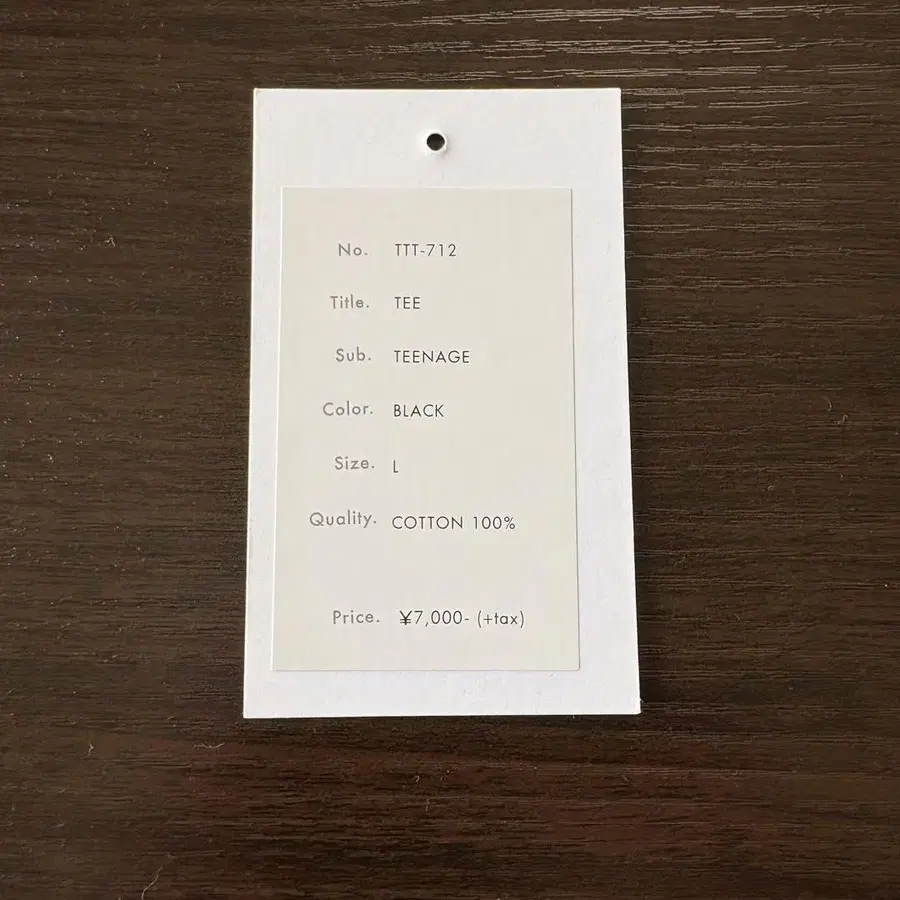 No. TTT-712
Title. TEE
Sub. TEENAGE
Color. BLACK
Size. L
Quality. COTTON 100%
Price. ¥7,000- (+tax)